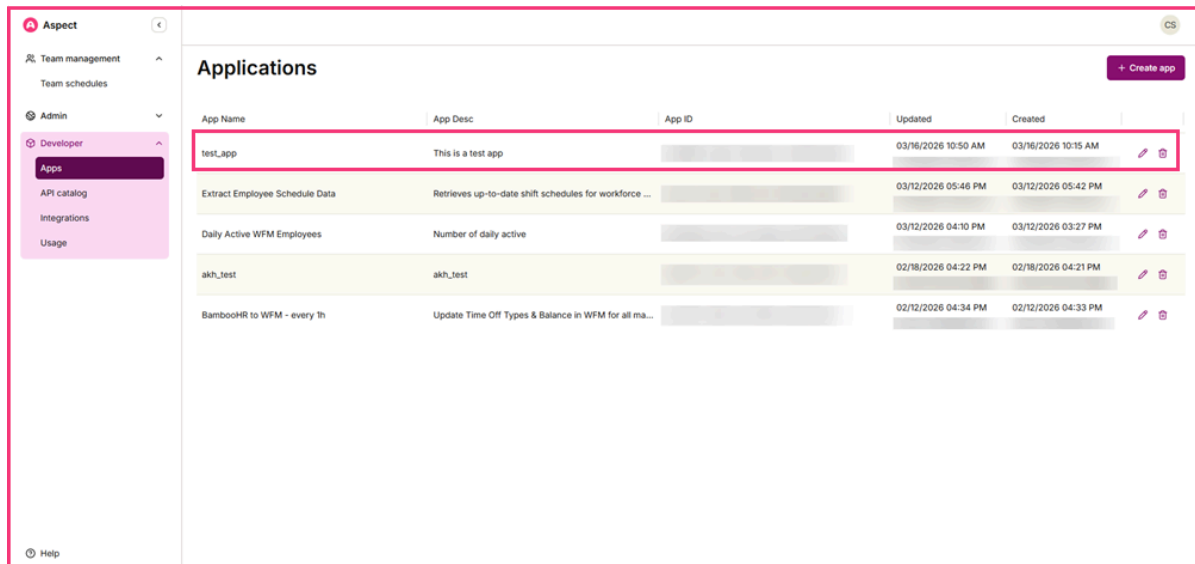 Aspect
CS
Team management
Team schedules
Admin
Developer
Apps
API catalog
Integrations
Usage
Help
Applications
+ Create app
App Name App Desc App ID Updated Created
test_app This is a test app 03/16/2026 10:50 AM 03/16/2026 10:15 AM
Extract Employee Schedule Data Retrieves up-to-date shift schedules for workforce ... 03/12/2026 05:46 PM 03/12/2026 05:42 PM
Daily Active WFM Employees Number of daily active 03/12/2026 04:10 PM 03/12/2026 03:27 PM
akh_test akh_test 02/18/2026 04:22 PM 02/18/2026 04:21 PM
BambooHR to WFM - every 1h Update Time Off Types & Balance in WFM for all ma... 02/12/2026 04:34 PM 02/12/2026 04:33 PM